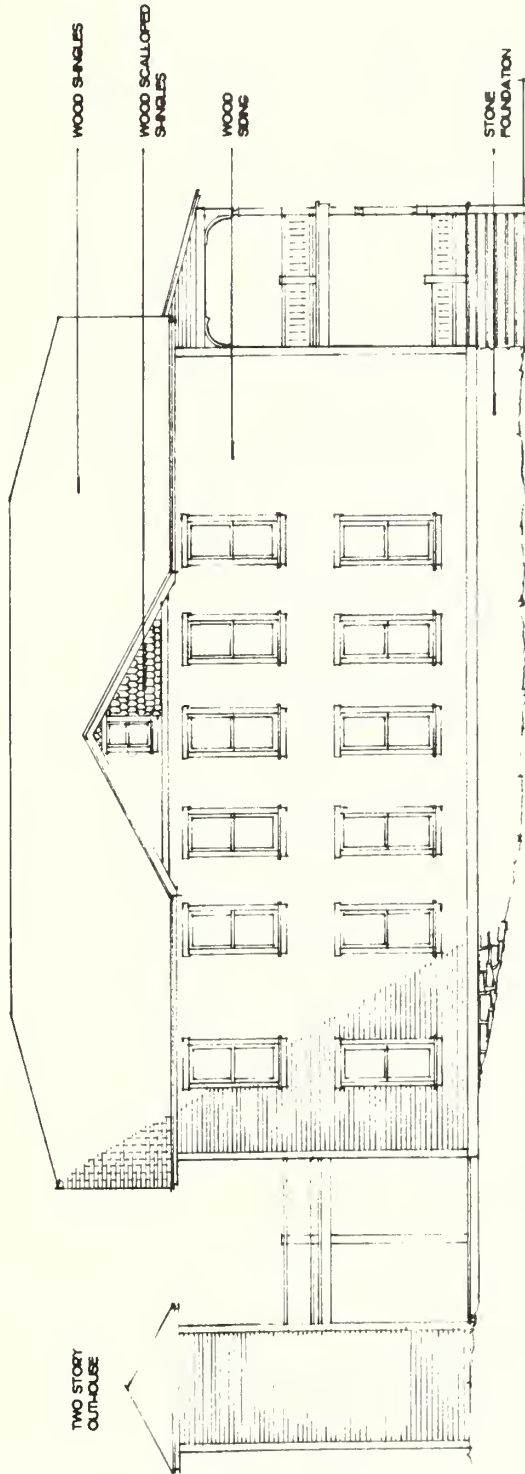 TWO STORY
OUTHOUSE
WOOD SHINGLES
WOOD SCALLOPED
SHINGLES
WOOD
SIDING
STONE
FOUNDATION